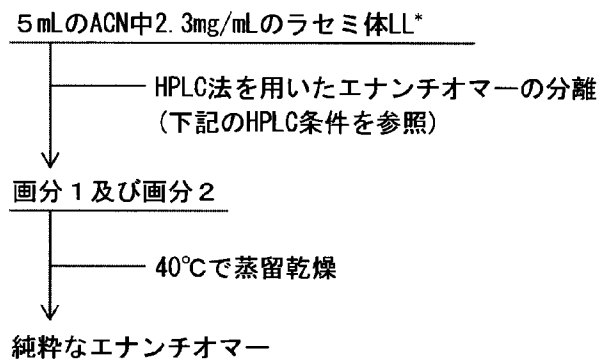 5mLのACN中2.3mg/mLのラセミ体LL*
HPLC法を用いたエナンチオマーの分離
(下記のHPLC条件を参照)
画分1及び画分2
40℃で蒸留乾燥
純粋なエナンチオマー